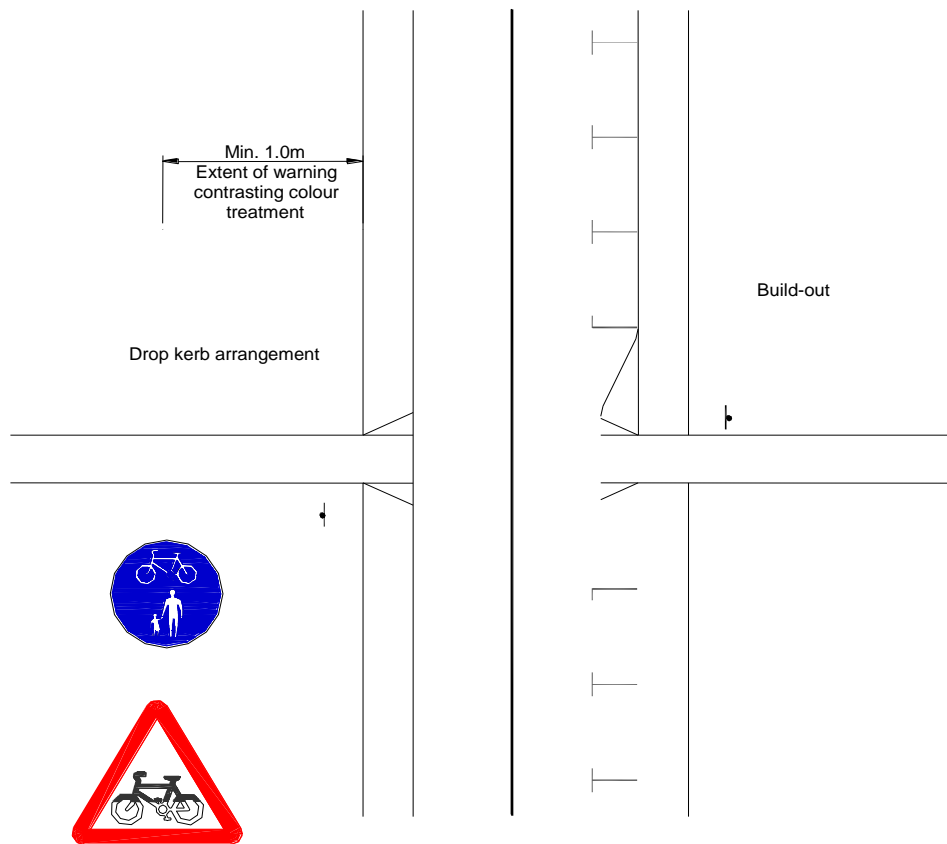 Min. 1.0m
Extent of warning
contrasting colour
treatment
Build-out
Drop kerb arrangement